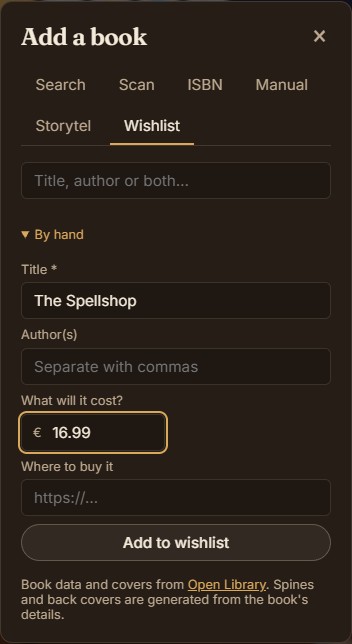 Add a book ×
Search Scan ISBN Manual
Storytel Wishlist
Title, author or both...
▼ By hand
Title *
The Spellshop
Author(s)
Separate with commas
What will it cost?
€ 16.99
Where to buy it
https://...
Add to wishlist
Book data and covers from Open Library. Spines
and back covers are generated from the book's
details.